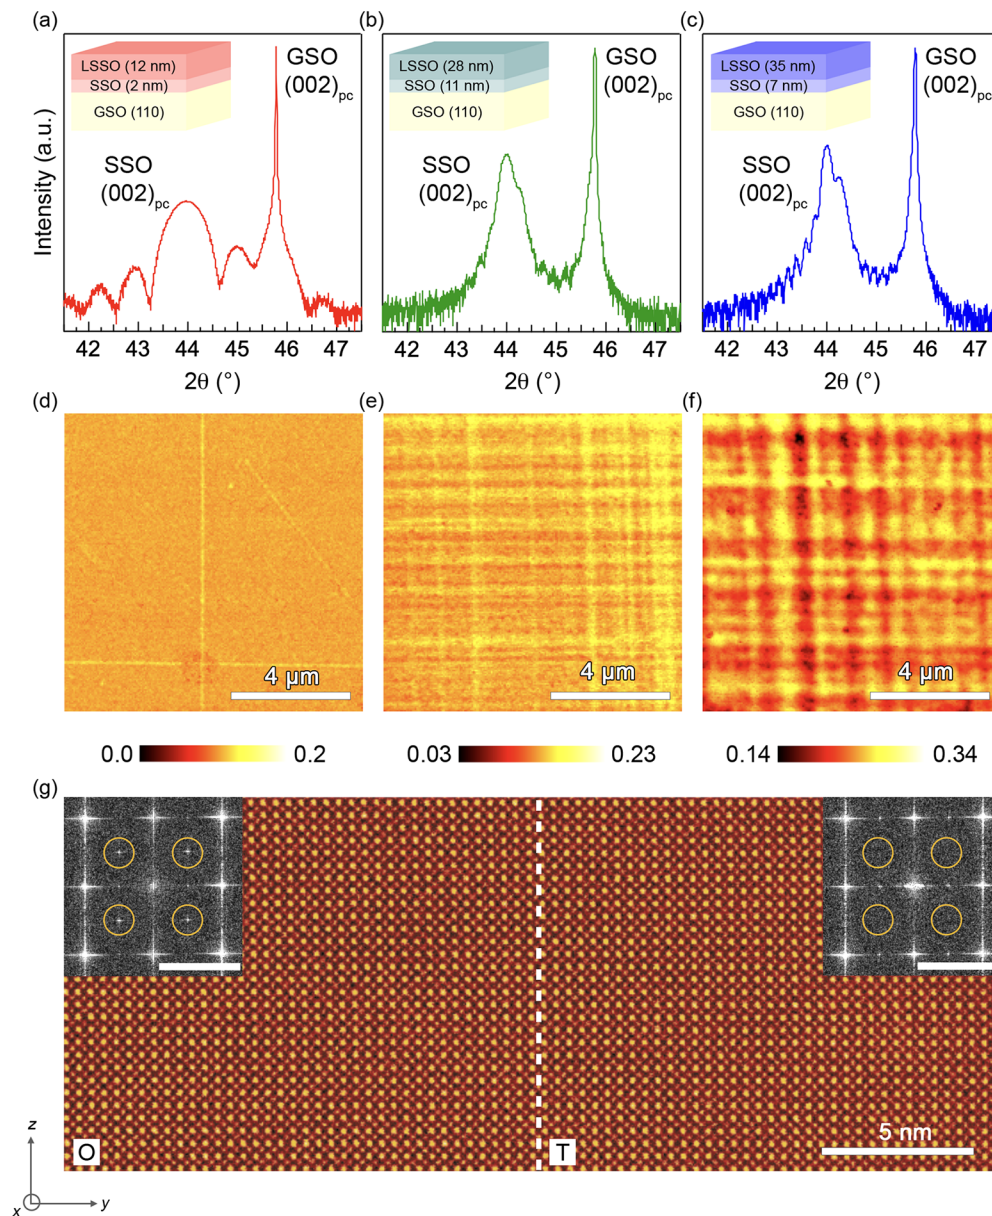 (a)
(b)
(c)
LSSO (12 nm)
SSO (2 nm)
GSO (110)
GSO
(002)pc
SSO
(002)pc
LSSO (28 nm)
SSO (11 nm)
GSO (110)
GSO
(002)pc
SSO
(002)pc
LSSO (35 nm)
SSO (7 nm)
GSO (110)
GSO
(002)pc
SSO
(002)pc
Intensity (a.u.)
42 43 44 45 46 47
42 43 44 45 46 47
42 43 44 45 46 47
2θ (°)
2θ (°)
2θ (°)
(d)
(e)
(f)
4 µm
4 µm
4 µm
0.0 0.2
0.03 0.23
0.14 0.34
(g)
O
T
5 nm
z
x
y